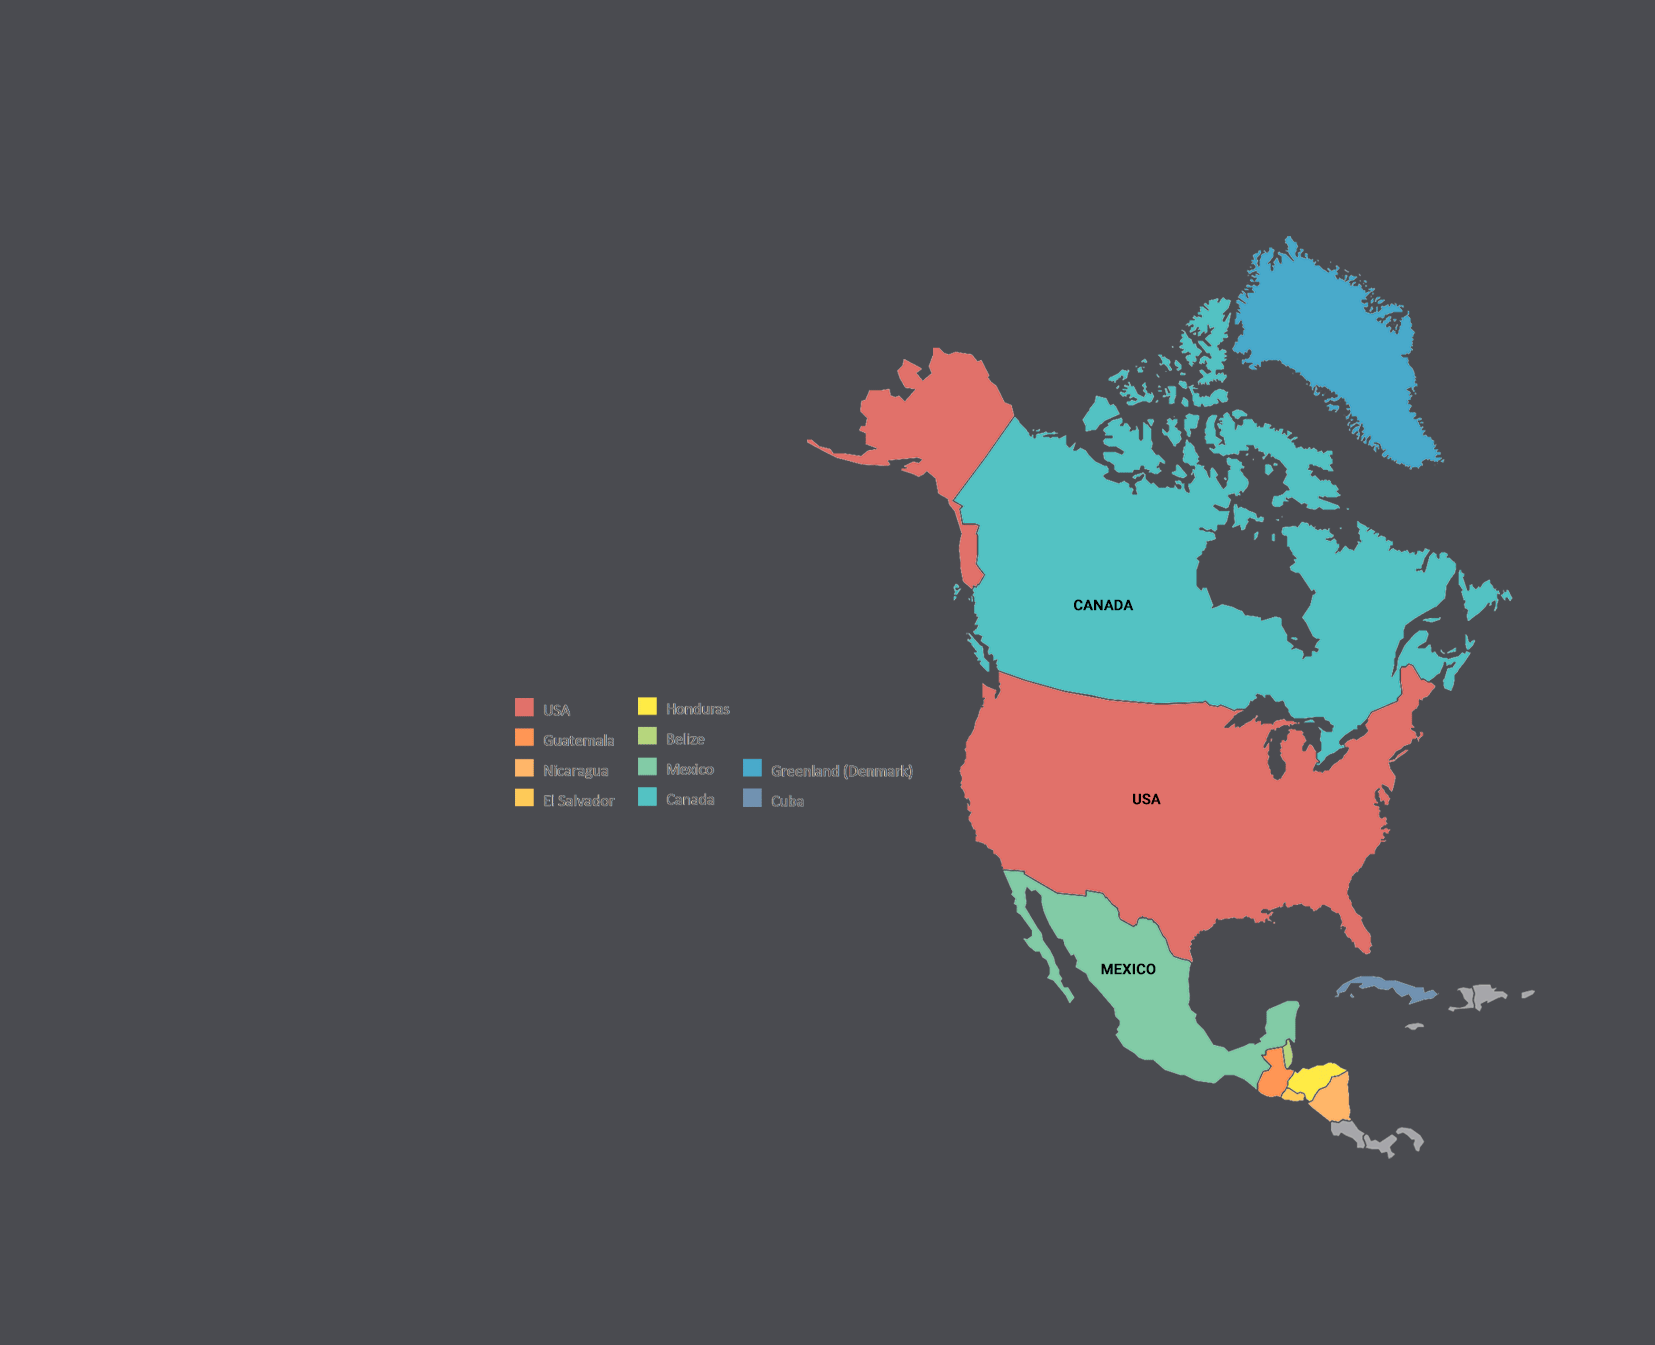 CANADA
USA
MEXICO
USA
Guatemala
Nicaragua
El Salvador
Honduras
Belize
Mexico
Canada
Greenland (Denmark)
Cuba